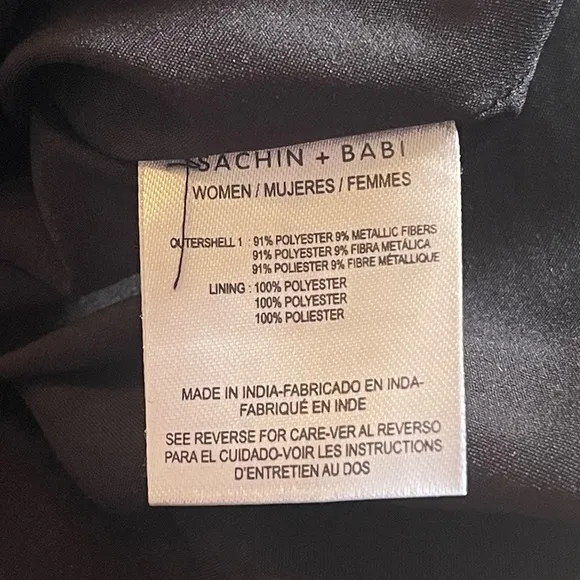 SACHIN + BABI
WOMEN / MUJERES / FEMMES
OUTERSHELL 1 : 91% POLYESTER 9% METALLIC FIBERS
91% POLYESTER 9% FIBRA METÁLICA
91% POLIESTER 9% FIBRE MÉTALLIQUE
LINING : 100% POLYESTER
100% POLYESTER
100% POLIESTER
MADE IN INDIA-FABRICADO EN INDA-
FABRIQUÉ EN INDE
SEE REVERSE FOR CARE-VER AL REVERSO
PARA EL CUIDADO-VOIR LES INSTRUCTIONS
D'ENTRETIEN AU DOS